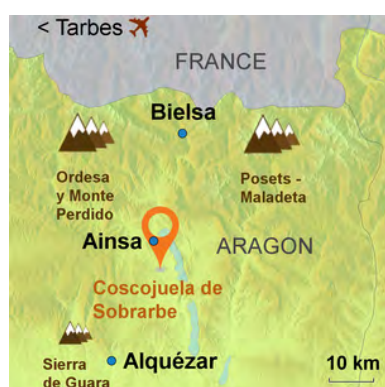 < Tarbes
FRANCE
Bielsa
Ordesa
y Monte
Perdido
Posets -
Maladeta
Ainsa
ARAGON
Coscojuela de
Sobrarbe
Sierra
de Guara
Alquézar
10 km